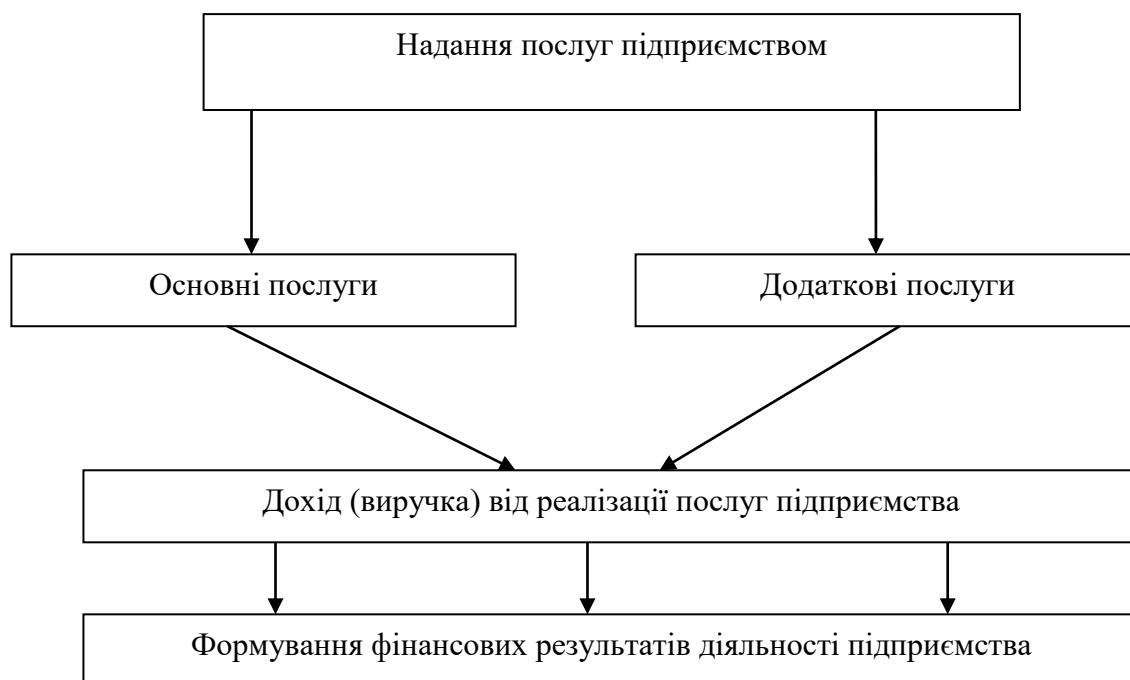 Надання послуг підприємством
Основні послуги
Додаткові послуги
Дохід (виручка) від реалізації послуг підприємства
Формування фінансових результатів діяльності підприємства